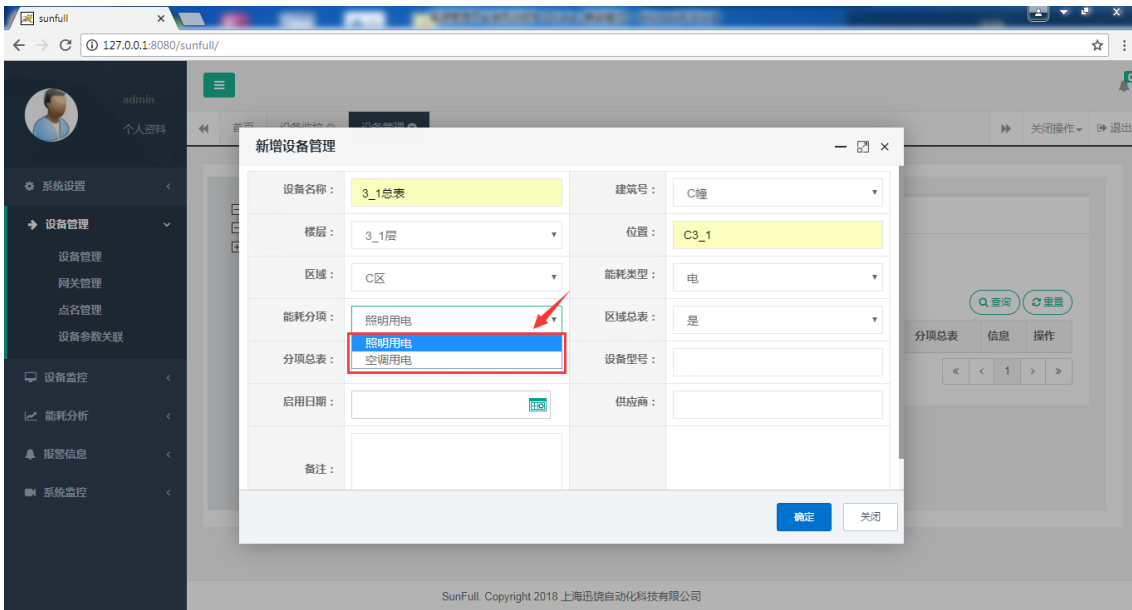 sunfull
127.0.0.1:8080/sunfull/
admin
个人资料
首页 设备监控 设备管理 关闭操作 退出
系统设置
设备管理
设备管理
网关管理
点名管理
设备参数关联
设备监控
能耗分析
报警信息
系统监控
新增设备管理
设备名称： 3_1总表 建筑号： C幢
楼层： 3_1层 位置： C3_1
区域： C区 能耗类型： 电
能耗分项： 照明用电 区域总表： 是
照明用电
空调用电
分项总表： 设备型号：
启用日期： 供应商：
备注：
确定 关闭
查询 重置
分项总表 信息 操作
« ‹ 1 › »
SunFull. Copyright 2018 上海迅饶自动化科技有限公司